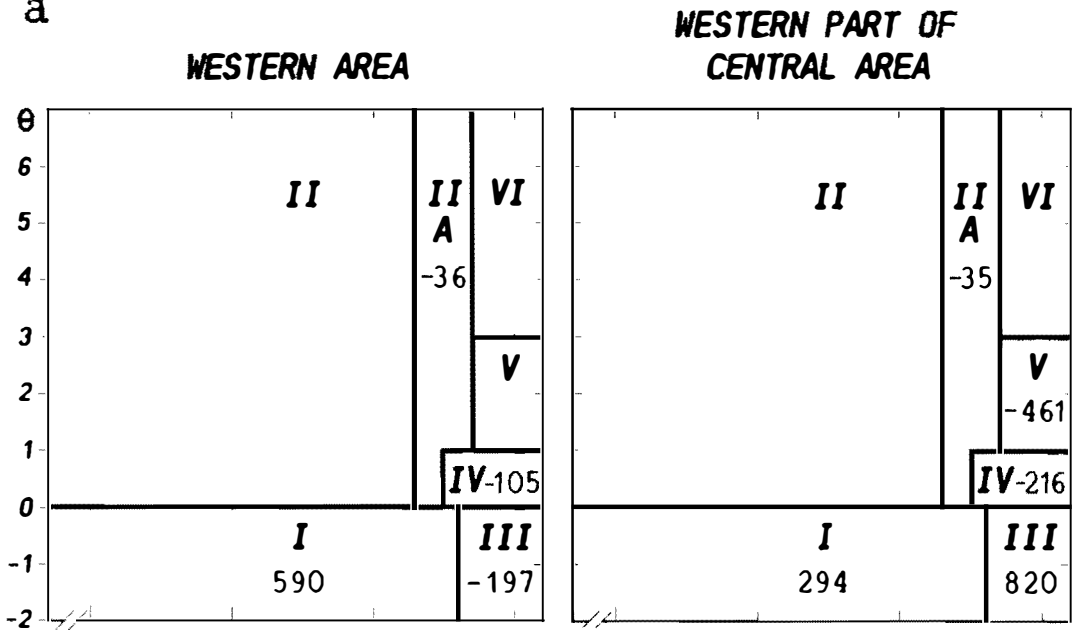 a
WESTERN AREA
WESTERN PART OF
CENTRAL AREA
θ
6
5
4
3
2
1
0
-1
-2
II
II
A
-36
VI
V
IV-105
I
590
III
-197
II
II
A
-35
VI
V
-461
IV-216
I
294
III
820